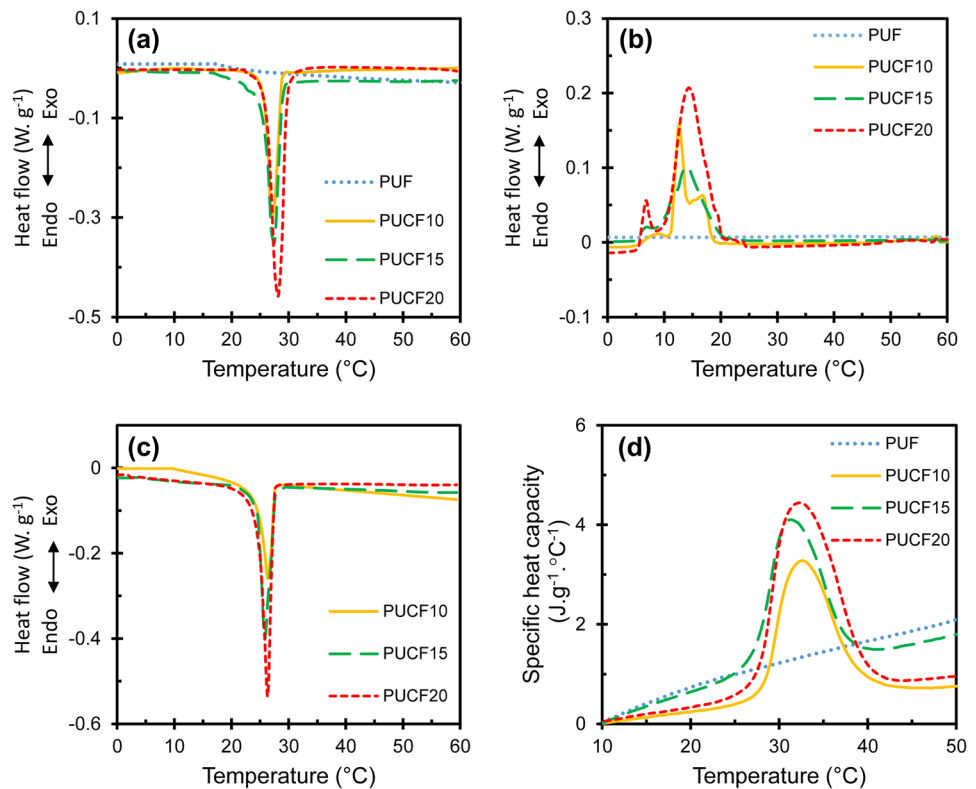 (a)
0.1
-0.1
-0.3
-0.5
Heat flow (W. g⁻¹)
Endo ↔ Exo
PUF
PUCF10
PUCF15
PUCF20
0 10 20 30 40 50 60
Temperature (°C)
(b)
0.3
0.2
0.1
0
-0.1
Heat flow (W. g⁻¹)
Endo ↔ Exo
PUF
PUCF10
PUCF15
PUCF20
0 10 20 30 40 50 60
Temperature (°C)
(c)
0
-0.2
-0.4
-0.6
Heat flow (W. g⁻¹)
Endo ↔ Exo
PUCF10
PUCF15
PUCF20
0 10 20 30 40 50 60
Temperature (°C)
(d)
6
4
2
0
Specific heat capacity
(J.g⁻¹.°C⁻¹)
PUF
PUCF10
PUCF15
PUCF20
10 20 30 40 50
Temperature (°C)